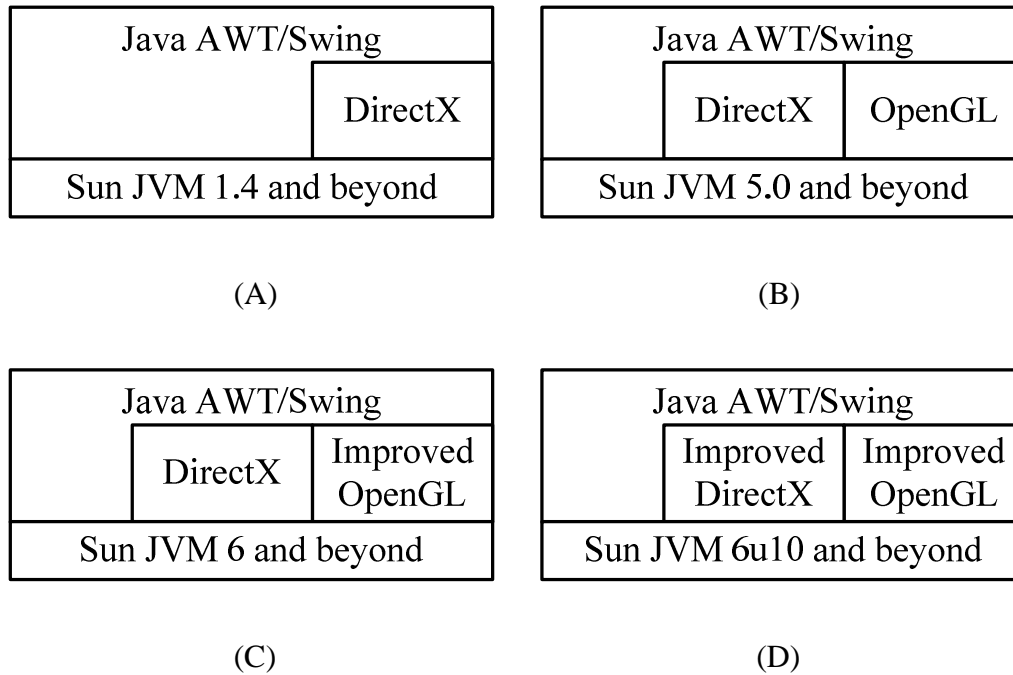 Java AWT/Swing
DirectX
Sun JVM 1.4 and beyond
(A)
Java AWT/Swing
DirectX
OpenGL
Sun JVM 5.0 and beyond
(B)
Java AWT/Swing
DirectX
Improved
OpenGL
Sun JVM 6 and beyond
(C)
Java AWT/Swing
Improved
DirectX
Improved
OpenGL
Sun JVM 6u10 and beyond
(D)